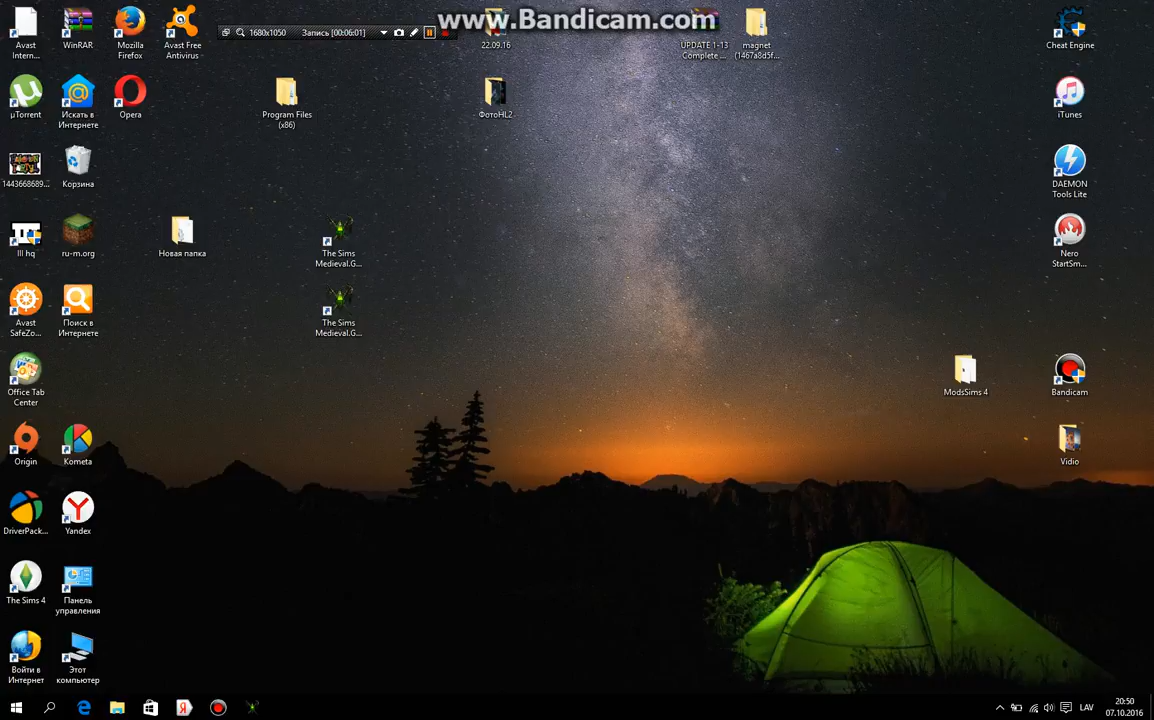 www.Bandicam.com
1680x1050 Запись [00:06:01]
Avast Intern...
WinRAR
Mozilla Firefox
Avast Free Antivirus
22.09.16
UPDATE 1-13 Complete ...
magnet (1467a8d5f...
Cheat Engine
µTorrent
Искать в Интернете
Opera
Program Files (x86)
ФотоHL2
iTunes
1443668689...
Корзина
DAEMON Tools Lite
III hq
ru-m.org
Новая папка
The Sims Medieval.G...
Nero StartSm...
Avast SafeZo...
Поиск в Интернете
The Sims Medieval.G...
Office Tab Center
ModsSims 4
Bandicam
Origin
Kometa
Vidio
DriverPack...
Yandex
The Sims 4
Панель управления
Войти в Интернет
Этот компьютер
LAV
20:50
07.10.2016